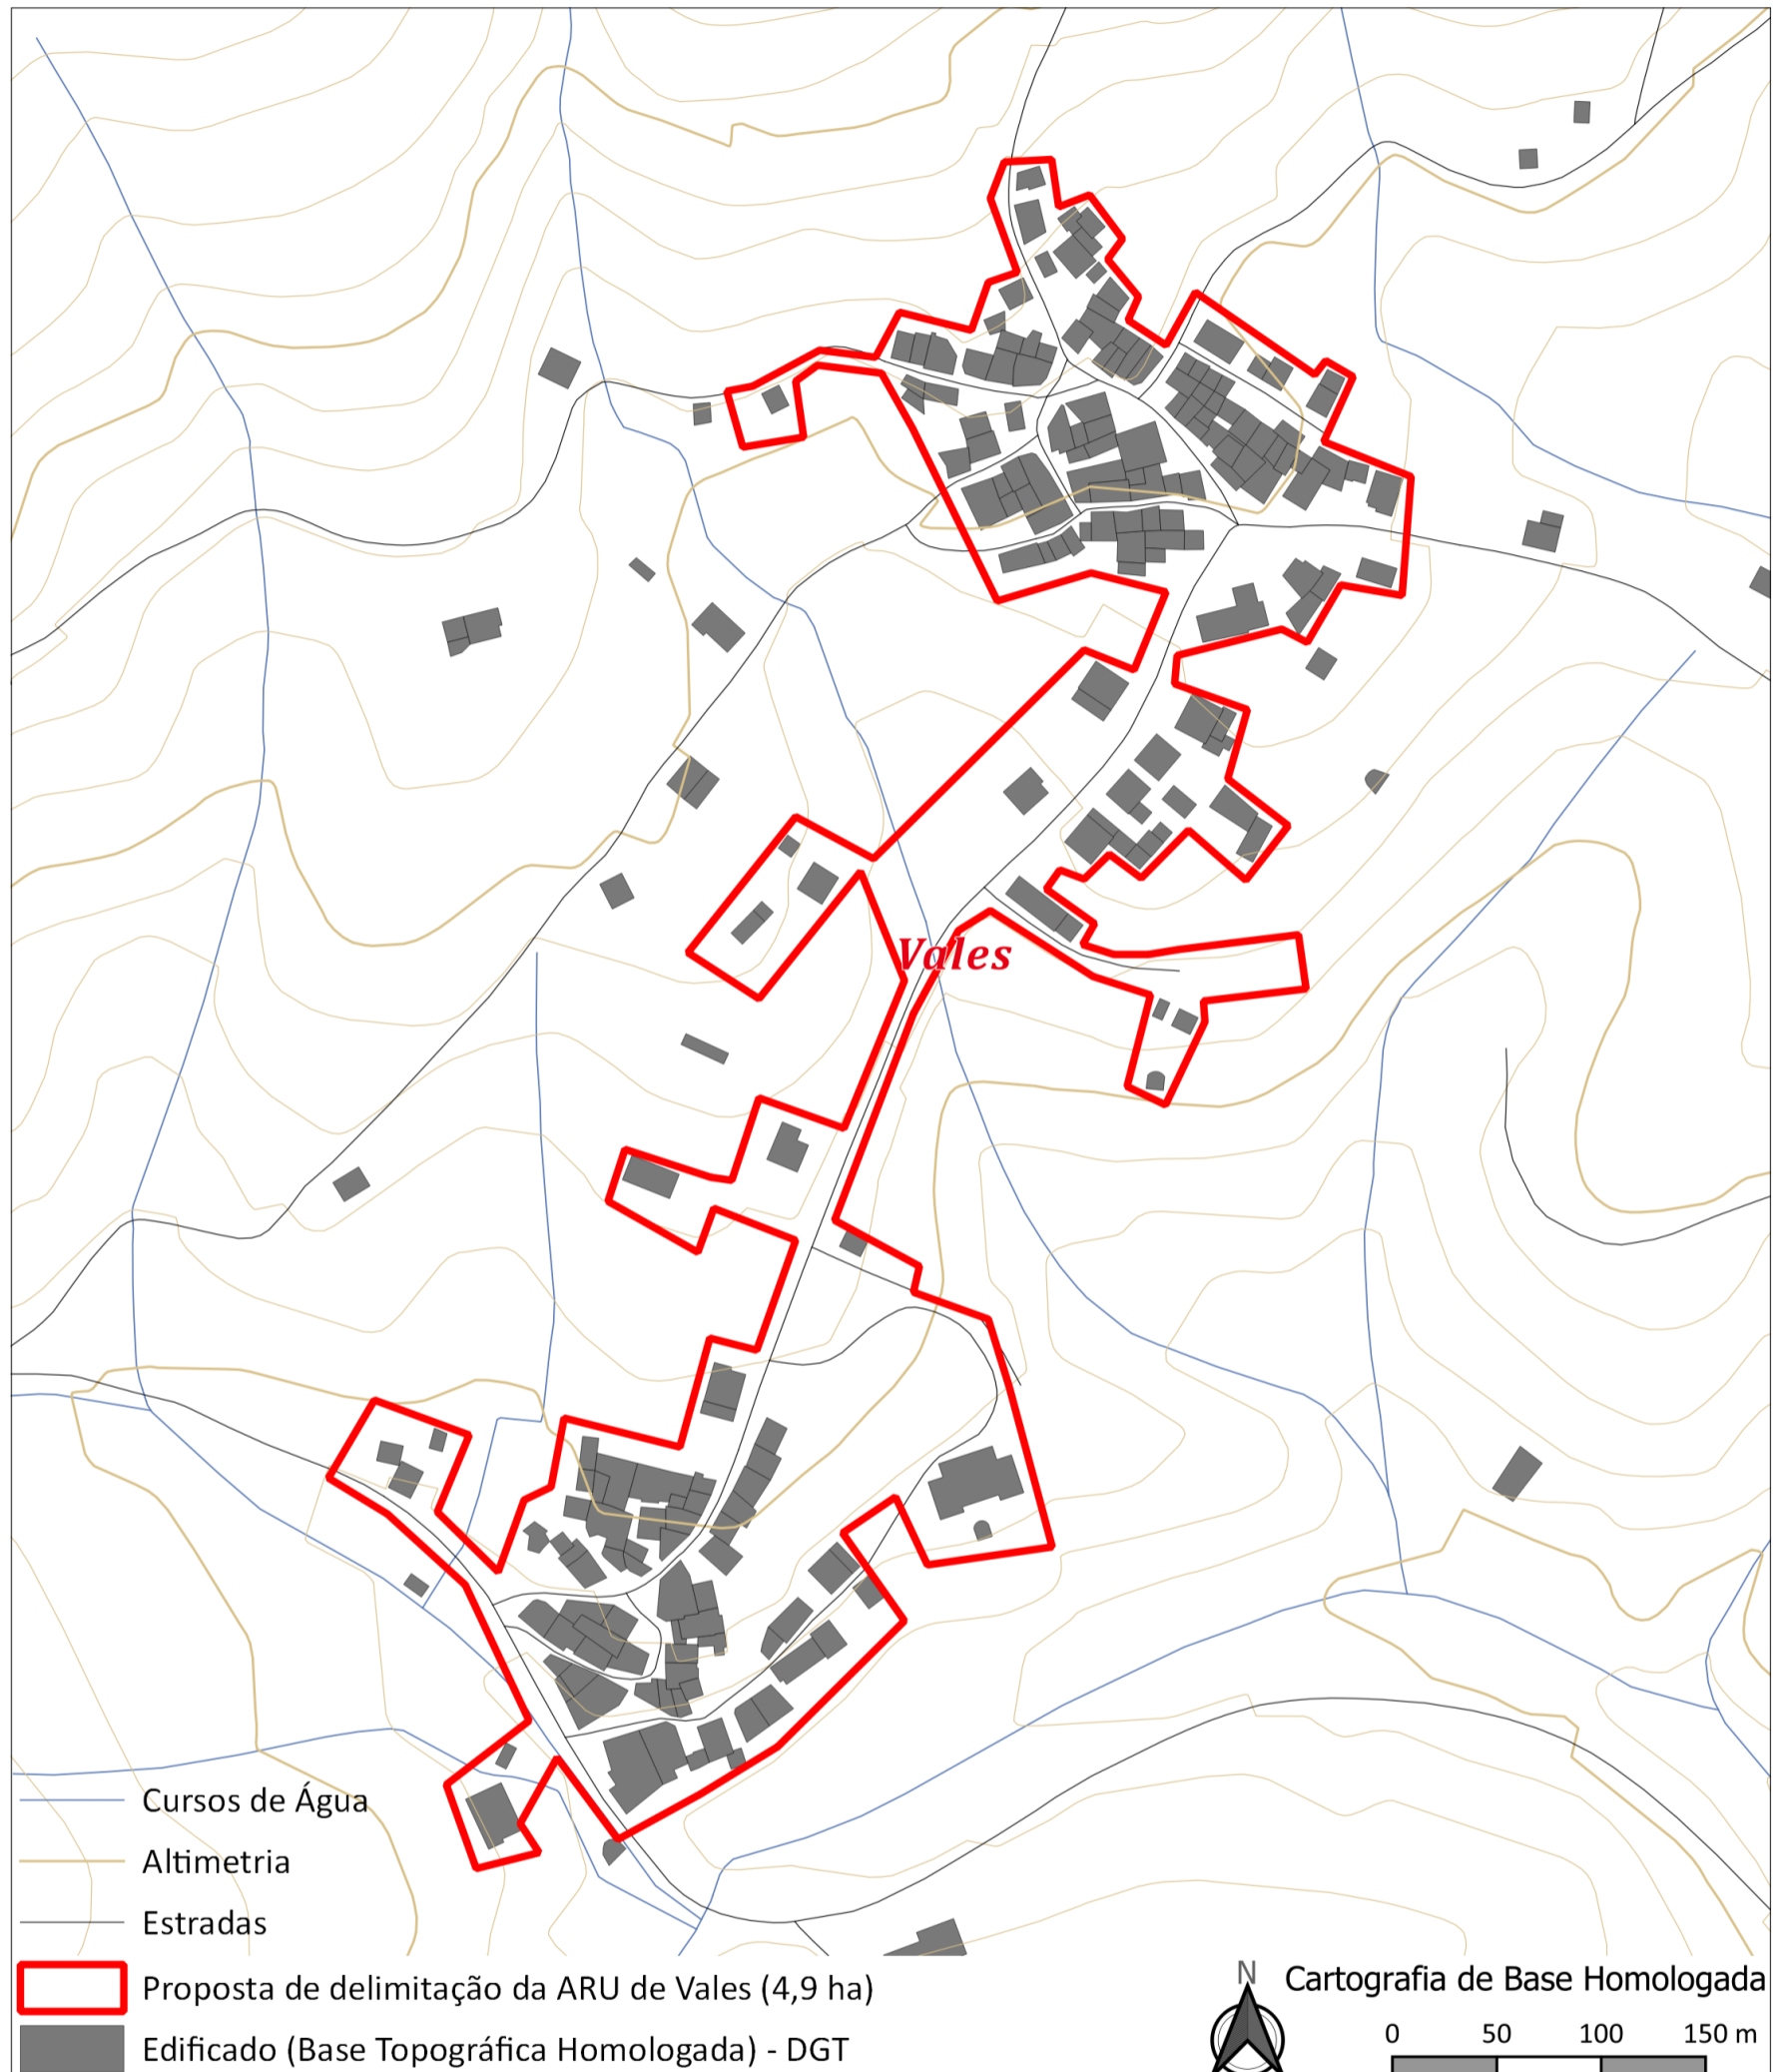 Vales
Cursos de Água
Altimetria
Estradas
Proposta de delimitação da ARU de Vales (4,9 ha)
Edificado (Base Topográfica Homologada) - DGT
N
Cartografia de Base Homologada
0 50 100 150 m